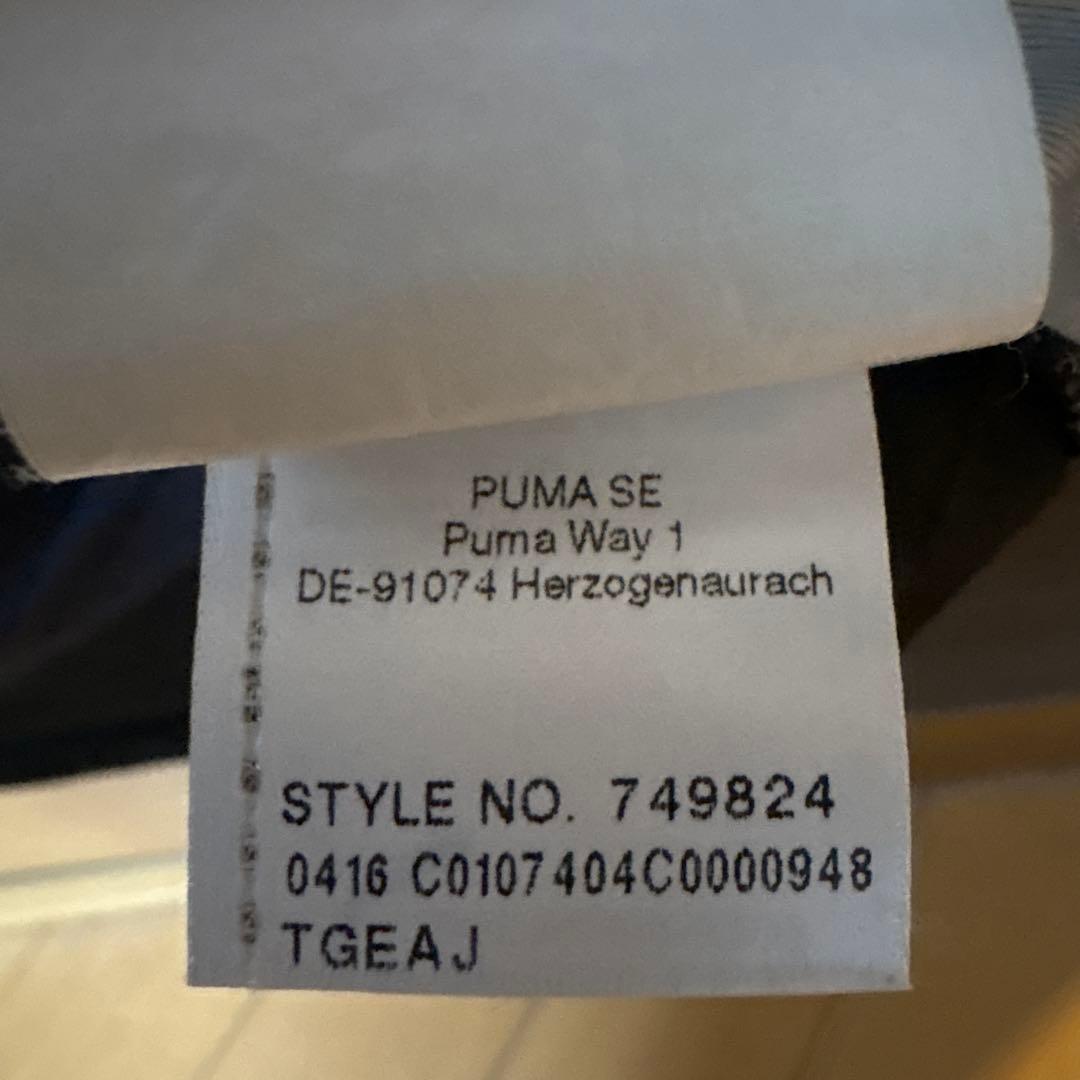 PUMA SE
Puma Way 1
DE-91074 Herzogenaurach
STYLE NO. 749824
0416 C0107404C0000948
TGEAJ